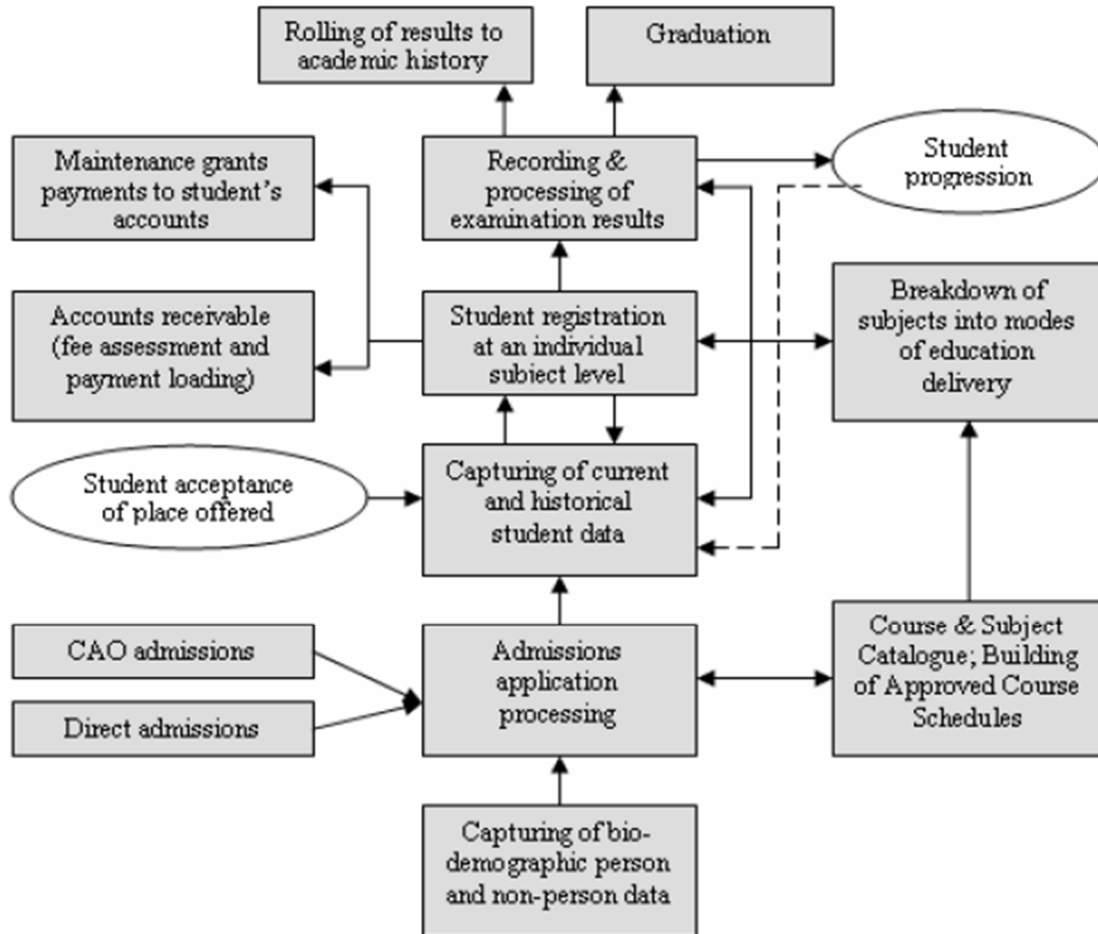 Rolling of results to
academic history
Graduation
Maintenance grants
payments to student's
accounts
Recording &
processing of
examination results
Student
progression
Accounts receivable
(fee assessment and
payment loading)
Student registration
at an individual
subject level
Breakdown of
subjects into modes
of education
delivery
Student acceptance
of place offered
Capturing of current
and historical
student data
CAO admissions
Direct admissions
Admissions
application
processing
Course & Subject
Catalogue; Building
of Approved Course
Schedules
Capturing of bio-
demographic person
and non-person data